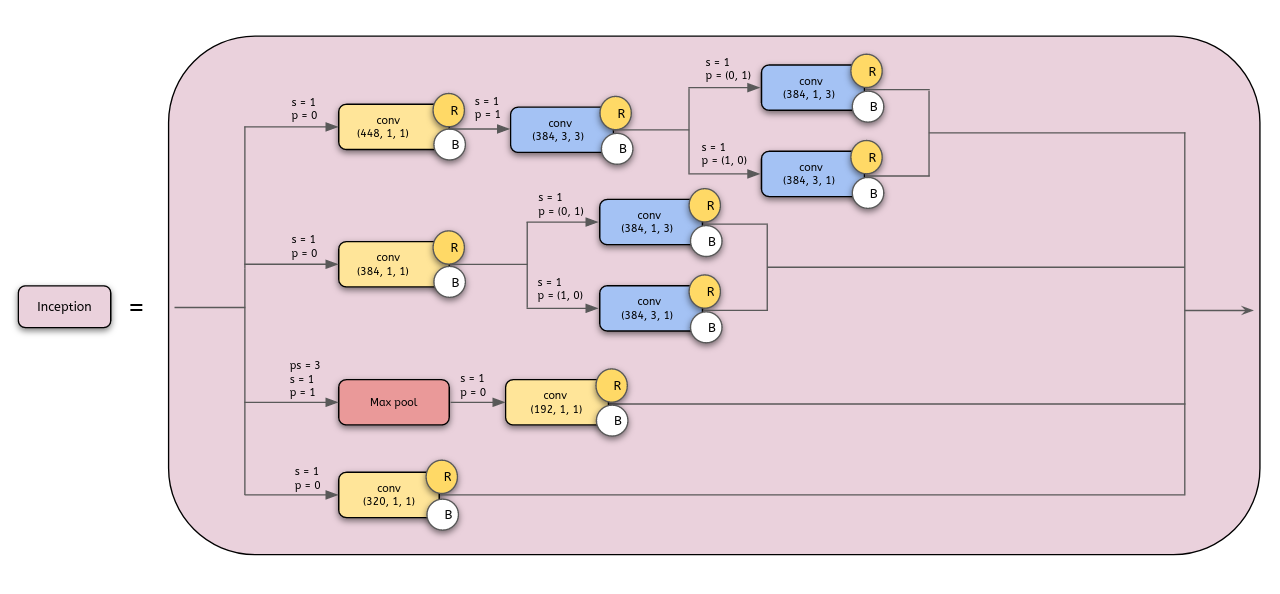 s = 1
p = (0, 1)
conv
(384, 1, 3)
R
B
s = 1
p = 0
conv
(448, 1, 1)
R
B
s = 1
p = 1
conv
(384, 3, 3)
R
B
s = 1
p = (1, 0)
conv
(384, 3, 1)
R
B
s = 1
p = (0, 1)
conv
(384, 1, 3)
R
B
s = 1
p = 0
conv
(384, 1, 1)
R
B
s = 1
p = (1, 0)
conv
(384, 3, 1)
R
B
Inception
=
ps = 3
s = 1
p = 1
Max pool
s = 1
p = 0
conv
(192, 1, 1)
R
B
s = 1
p = 0
conv
(320, 1, 1)
R
B